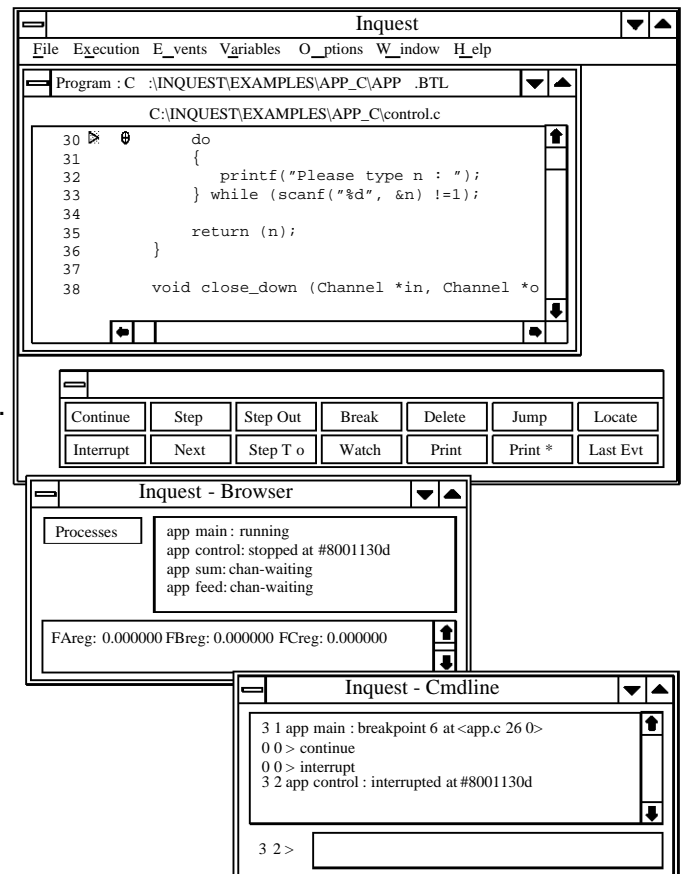 Inquest
File Execution E_vents Variables O_ptions W_indow H_elp
Program : C :\INQUEST\EXAMPLES\APP_C\APP .BTL
C:\INQUEST\EXAMPLES\APP_C\control.c
30 do
31 {
32 printf("Please type n : ");
33 } while (scanf("%d", &n) !=1);
34
35 return (n);
36 }
37
38 void close_down (Channel *in, Channel *o
Continue Step Step Out Break Delete Jump Locate
Interrupt Next Step T o Watch Print Print * Last Evt
Inquest - Browser
Processes
app main : running
app control: stopped at #8001130d
app sum: chan-waiting
app feed: chan-waiting
FAreg: 0.000000 FBreg: 0.000000 FCreg: 0.000000
Inquest - Cmdline
3 1 app main : breakpoint 6 at <app.c 26 0>
0 0 > continue
0 0 > interrupt
3 2 app control : interrupted at #8001130d
3 2 >